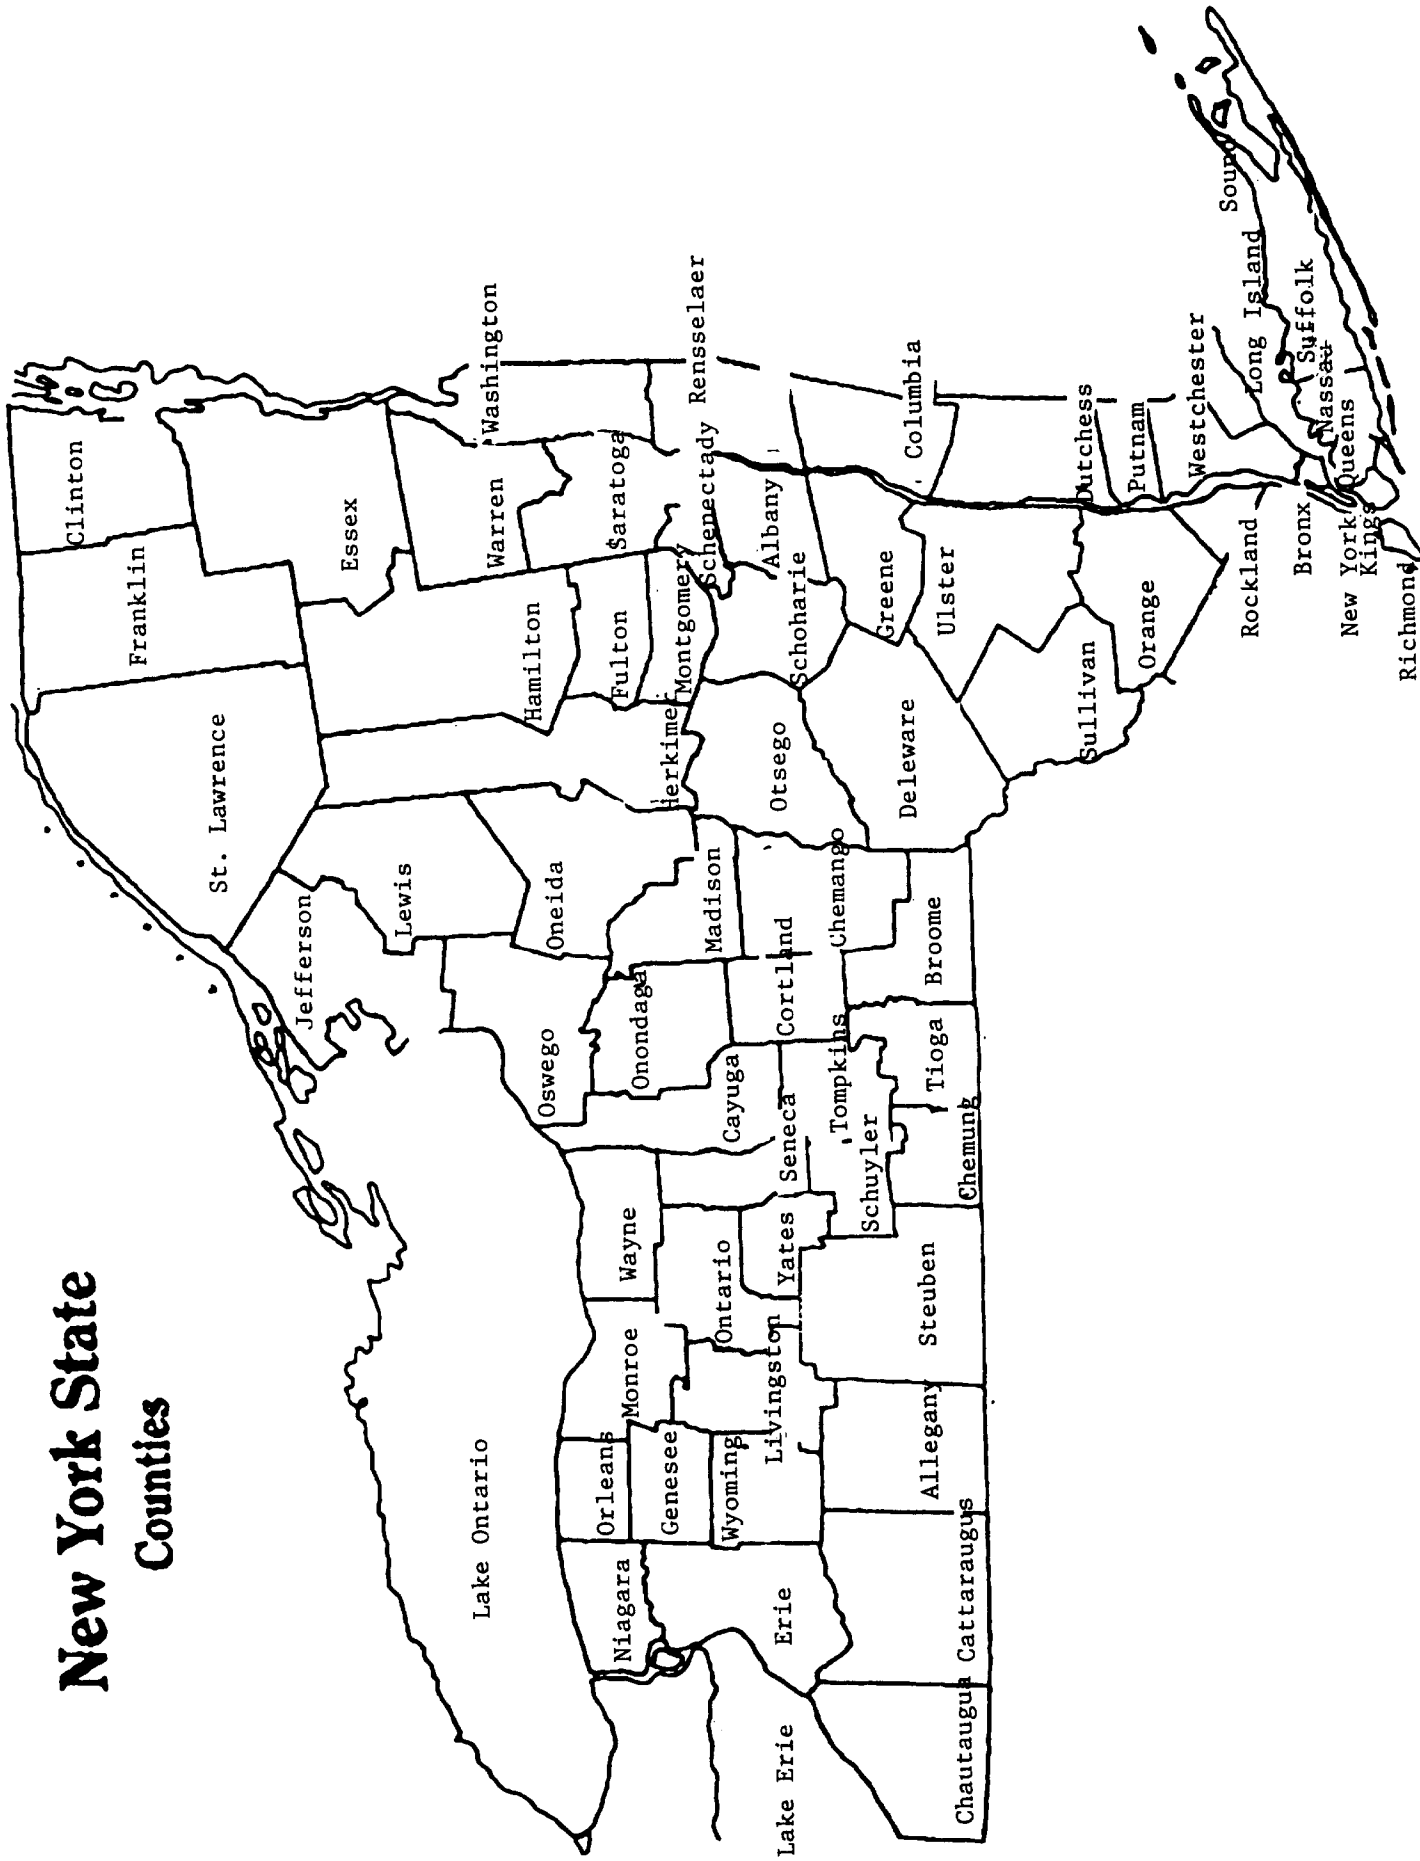 New York State
Counties
Clinton
Franklin
St. Lawrence
Essex
Jefferson
Lewis
Washington
Warren
Hamilton
Herkimer
Oneida
Oswego
Lake Ontario
Saratoga
Fulton
Montgomery
Rensselaer
Schenectady
Albany
Schoharie
Otsego
Madison
Onondaga
Cayuga
Wayne
Monroe
Orleans
Niagara
Genesee
Wyoming
Erie
Lake Erie
Ontario
Livingston
Yates
Seneca
Cortland
Chemango
Tompkins
Schuyler
Columbia
Greene
Ulster
Deleware
Broome
Tioga
Chemung
Steuben
Allegany
Cattaraugus
Chautaugua
Dutchess
Sullivan
Putnam
Orange
Westchester
Rockland
Long Island Sound
Suffolk
Nassau
Bronx
Queens
New York
Kings
Richmond